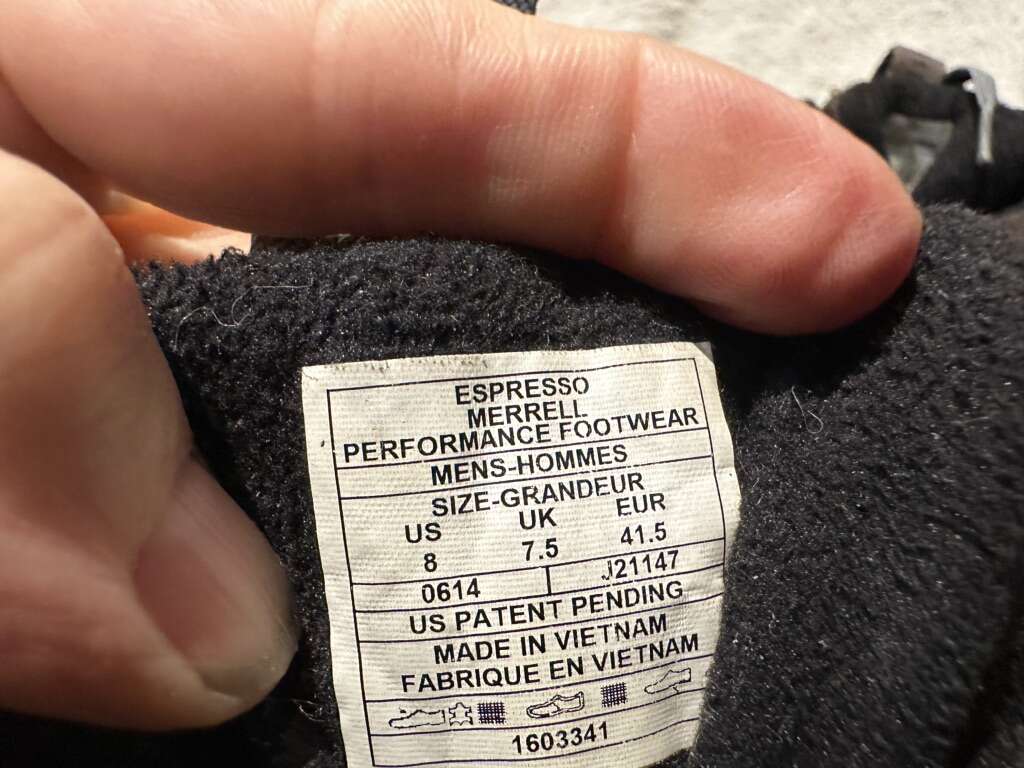 ESPRESSO
MERRELL
PERFORMANCE FOOTWEAR
MENS-HOMMES
SIZE-GRANDEUR
US UK EUR
8 7.5 41.5
0614 J21147
US PATENT PENDING
MADE IN VIETNAM
FABRIQUE EN VIETNAM
1603341